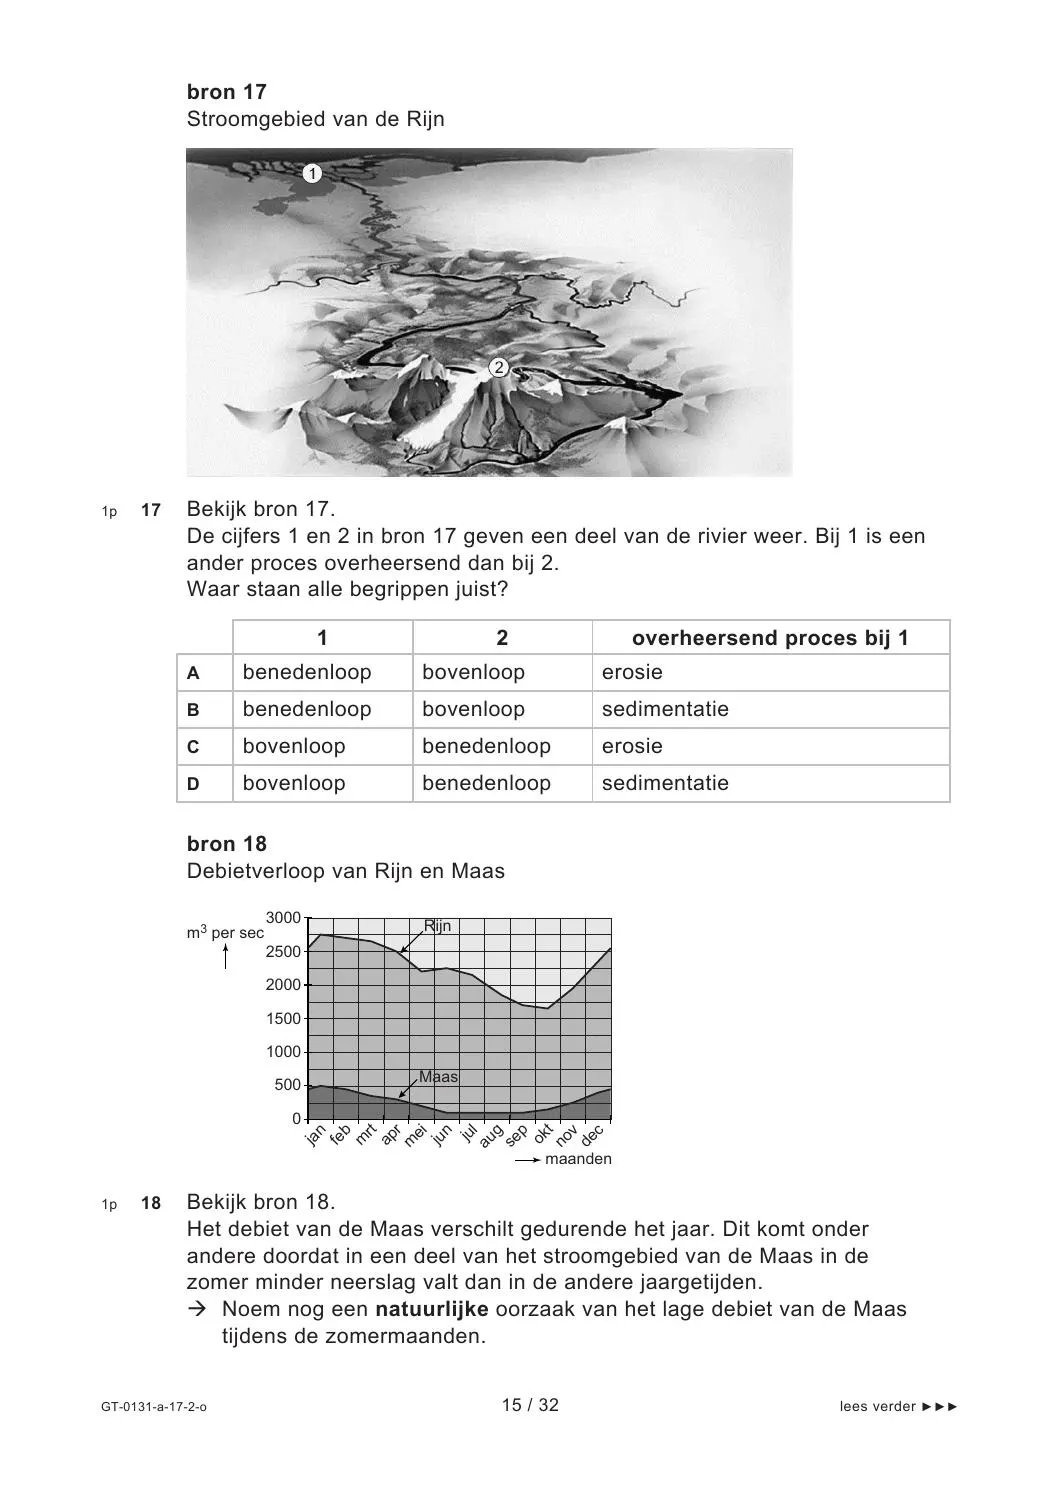 bron 17
Stroomgebied van de Rijn
1
2
1p 17 Bekijk bron 17.
De cijfers 1 en 2 in bron 17 geven een deel van de rivier weer. Bij 1 is een
ander proces overheersend dan bij 2.
Waar staan alle begrippen juist?
1 2 overheersend proces bij 1
A benedenloop bovenloop erosie
B benedenloop bovenloop sedimentatie
C bovenloop benedenloop erosie
D bovenloop benedenloop sedimentatie
bron 18
Debietverloop van Rijn en Maas
m³ per sec
3000
2500
2000
1500
1000
500
0
Rijn
Maas
jan feb mrt apr mei jun jul aug sep okt nov dec
maanden
1p 18 Bekijk bron 18.
Het debiet van de Maas verschilt gedurende het jaar. Dit komt onder
andere doordat in een deel van het stroomgebied van de Maas in de
zomer minder neerslag valt dan in de andere jaargetijden.
→ Noem nog een natuurlijke oorzaak van het lage debiet van de Maas
tijdens de zomermaanden.
GT-0131-a-17-2-o 15 / 32 lees verder ►►►